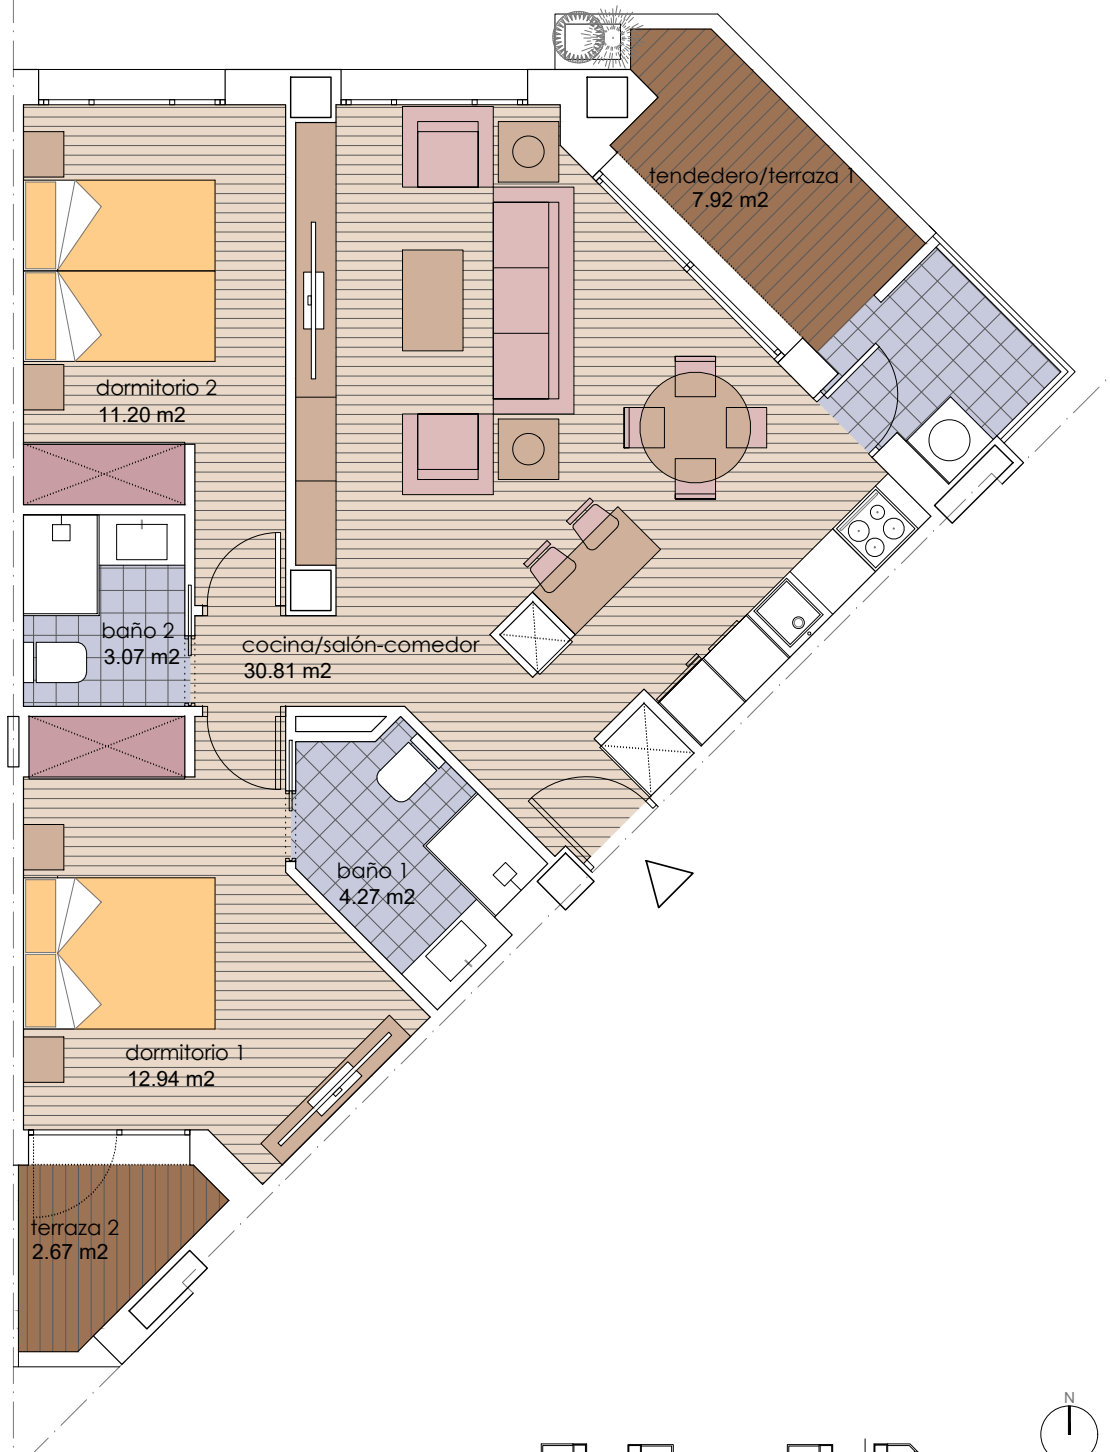 tendedero/terraza 1
7.92 m2
dormitorio 2
11.20 m2
baño 2
3.07 m2
cocina/salón-comedor
30.81 m2
baño 1
4.27 m2
dormitorio 1
12.94 m2
terraza 2
2.67 m2
N